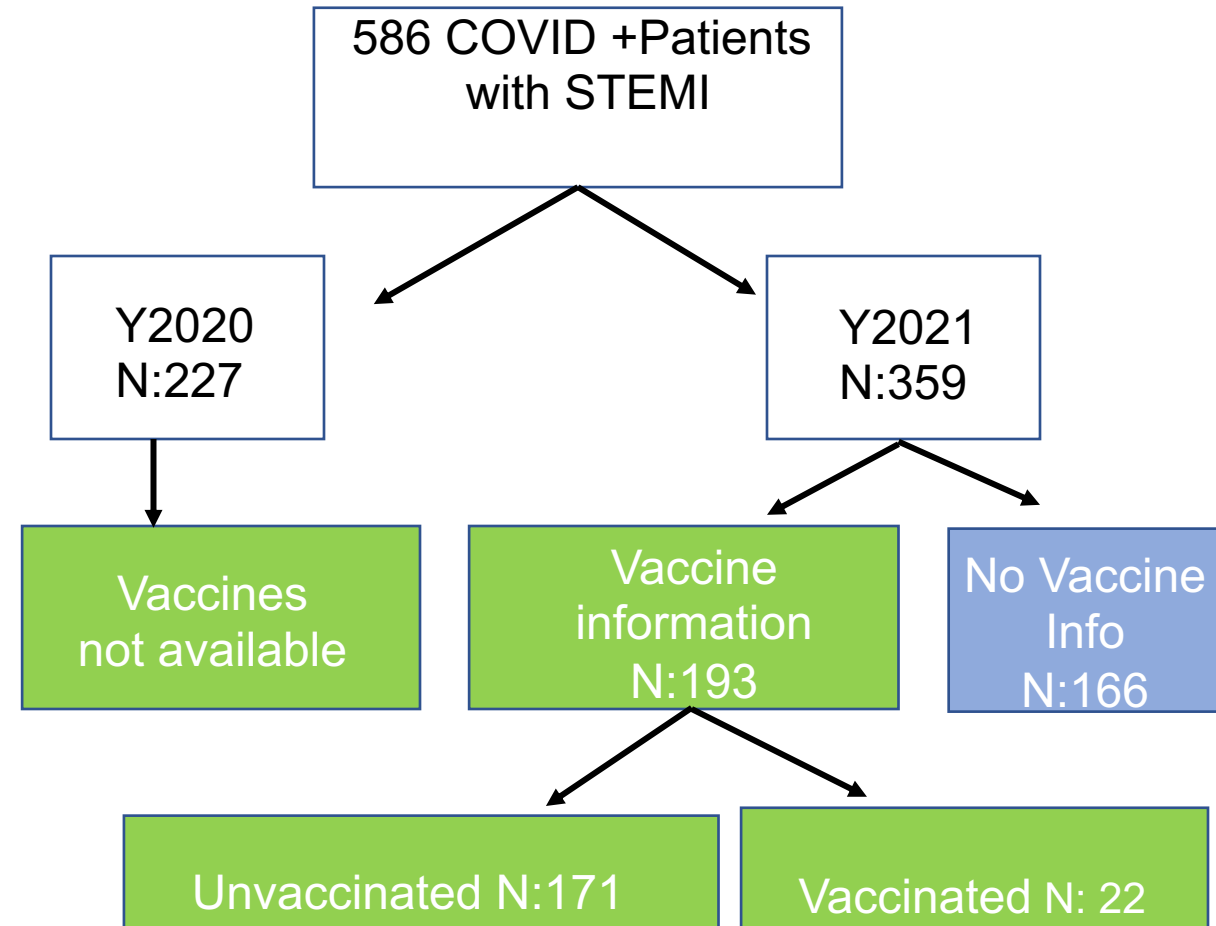 586 COVID +Patients
with STEMI
Y2020
N:227
Y2021
N:359
Vaccines
not available
Vaccine
information
N:193
No Vaccine
Info
N:166
Unvaccinated N:171
Vaccinated N: 22